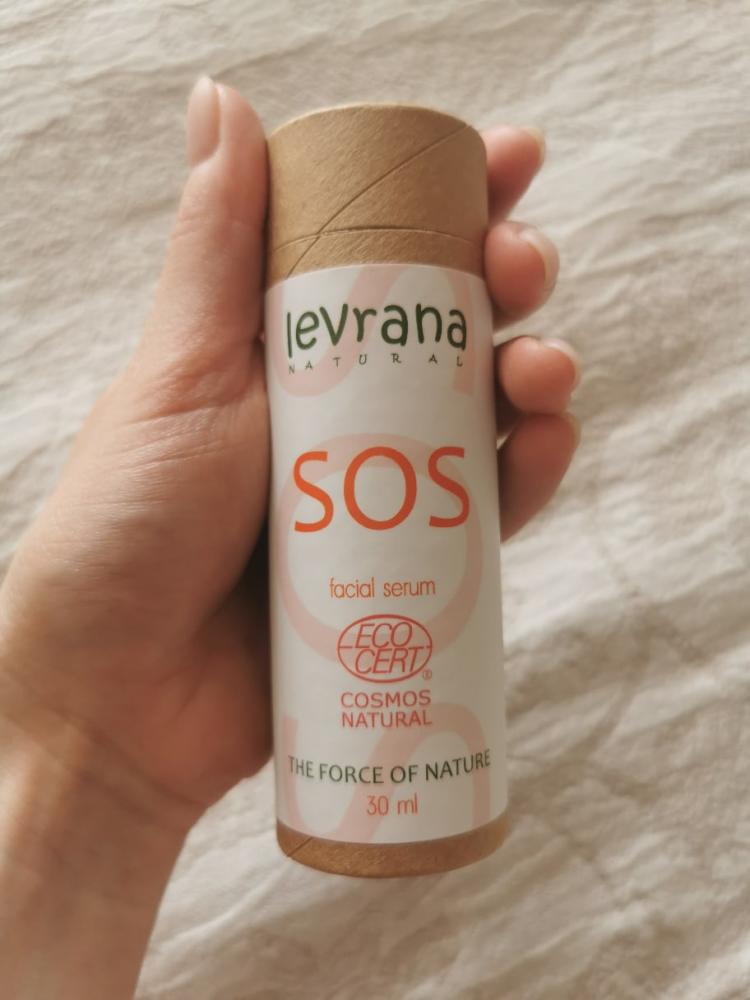 levrana
NATURAL
SOS
facial serum
ECO
CERT®
COSMOS
NATURAL
THE FORCE OF NATURE
30 ml